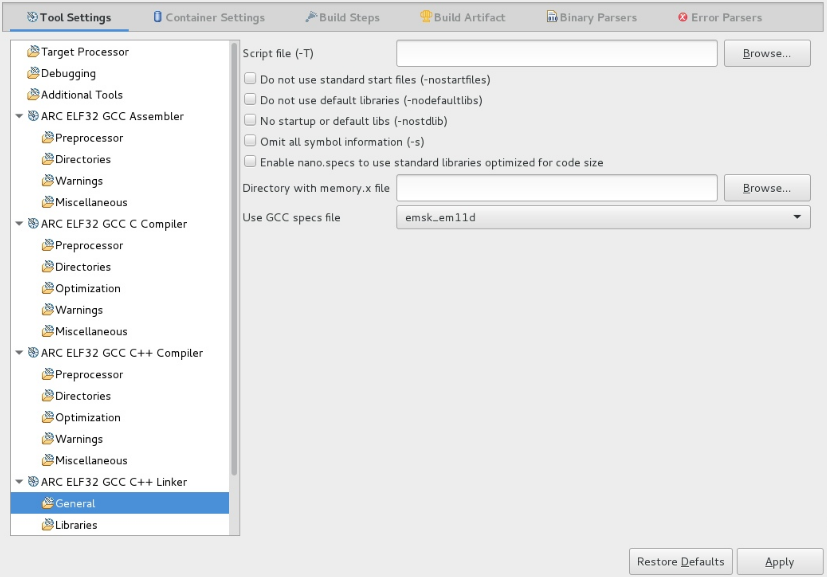 Tool Settings Container Settings Build Steps Build Artifact Binary Parsers Error Parsers
Target Processor
Debugging
Additional Tools
ARC ELF32 GCC Assembler
Preprocessor
Directories
Warnings
Miscellaneous
ARC ELF32 GCC C Compiler
Preprocessor
Directories
Optimization
Warnings
Miscellaneous
ARC ELF32 GCC C++ Compiler
Preprocessor
Directories
Optimization
Warnings
Miscellaneous
ARC ELF32 GCC C++ Linker
General
Libraries
Script file (-T) Browse...
Do not use standard start files (-nostartfiles)
Do not use default libraries (-nodefaultlibs)
No startup or default libs (-nostdlib)
Omit all symbol information (-s)
Enable nano.specs to use standard libraries optimized for code size
Directory with memory.x file Browse...
Use GCC specs file emsk_em11d
Restore Defaults Apply